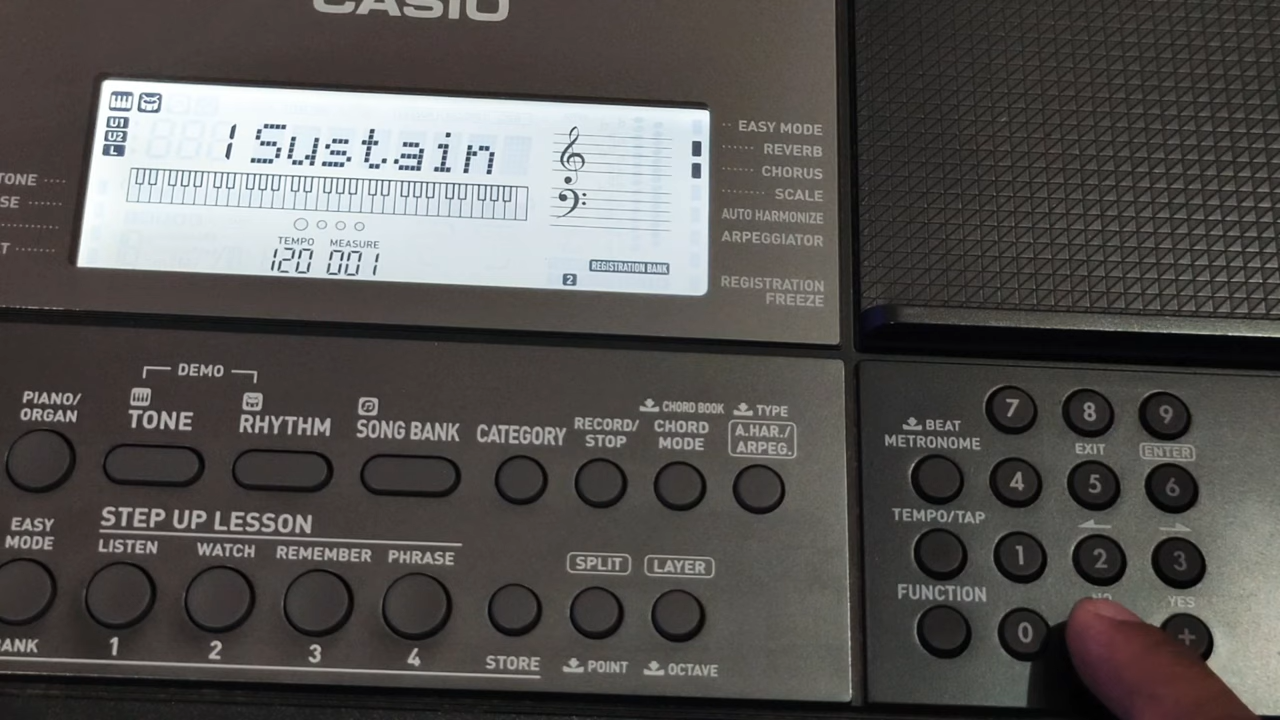 CASIO
U1
U2
L
1 Sustain
TEMPO MEASURE
120 001
2 REGISTRATION BANK
EASY MODE
REVERB
CHORUS
SCALE
AUTO HARMONIZE
ARPEGGIATOR
REGISTRATION
FREEZE
TONE
DEMO
PIANO/
ORGAN
TONE
RHYTHM
SONG BANK
CATEGORY
RECORD/
STOP
CHORD BOOK
CHORD
MODE
TYPE
A.HAR./
ARPEG.
EASY
MODE
STEP UP LESSON
LISTEN WATCH REMEMBER PHRASE
SPLIT LAYER
1 2 3 4
STORE
POINT
OCTAVE
BEAT
METRONOME
TEMPO/TAP
FUNCTION
7 8 9
EXIT ENTER
4 5 6
1 2 3
YES
0 +